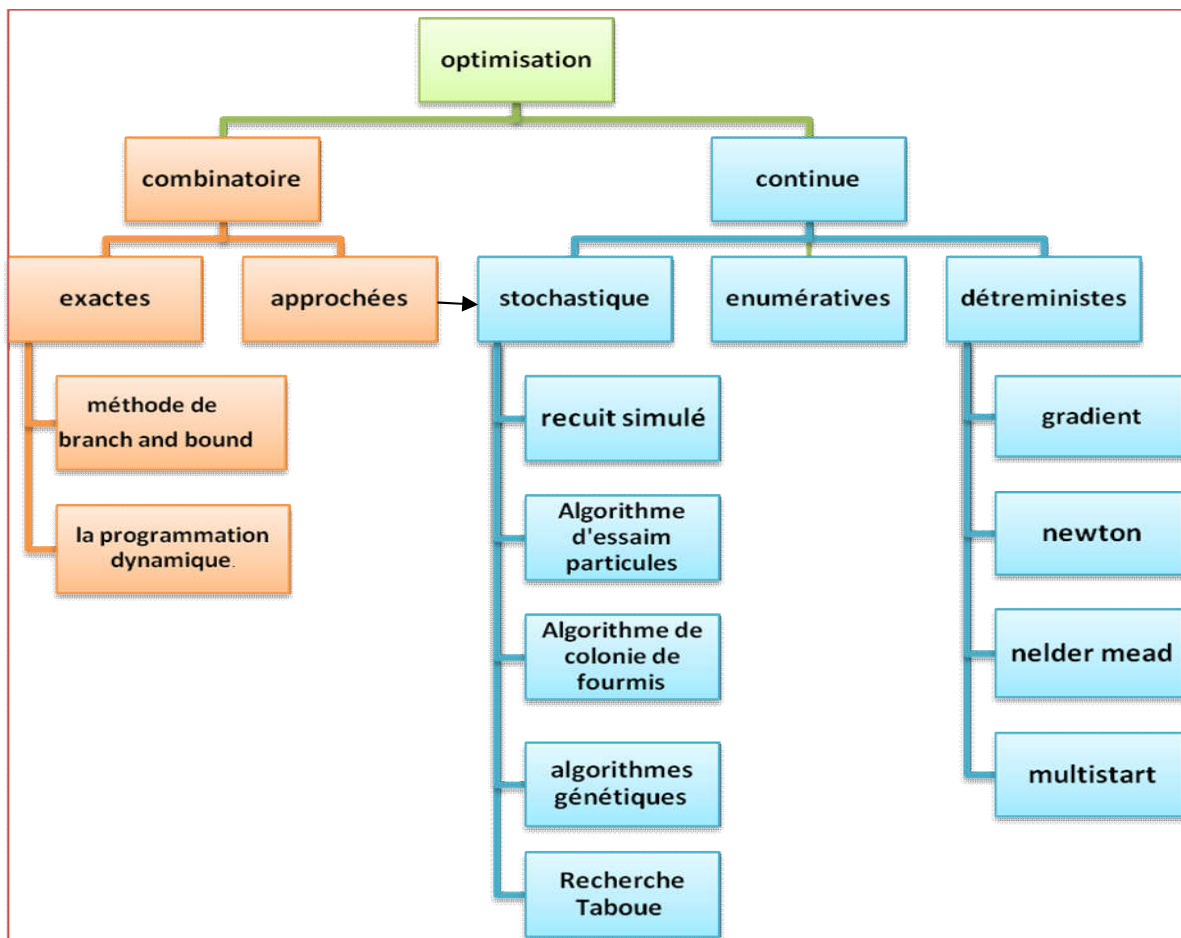 optimisation
combinatoire
continue
exactes
approchées
stochastique
enumératives
détreministes
méthode de
branch and bound
la programmation
dynamique.
recuit simulé
Algorithme
d'essaim
particules
Algorithme de
colonie de
fourmis
algorithmes
génétiques
Recherche
Taboue
gradient
newton
nelder mead
multistart